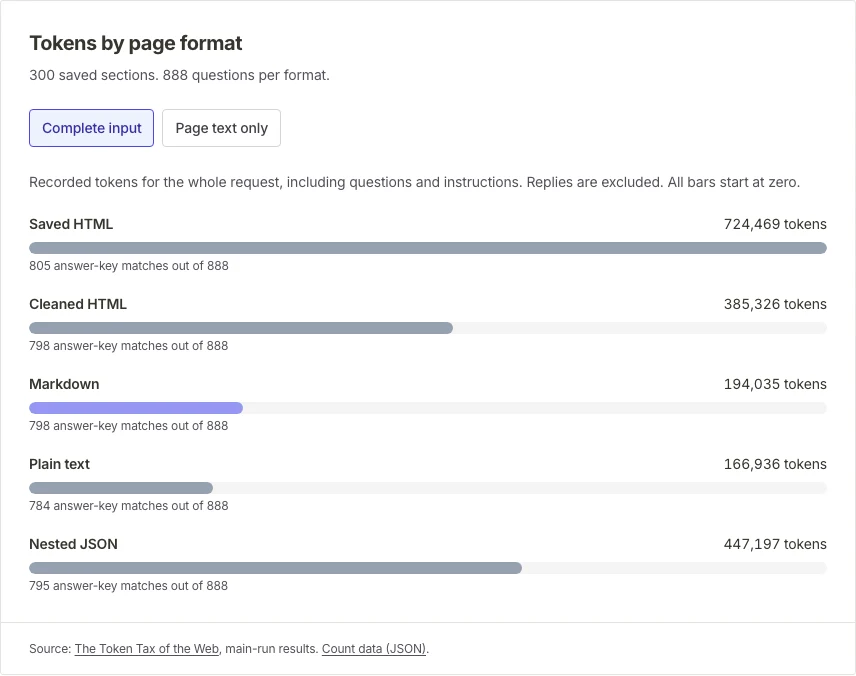 Tokens by page format
300 saved sections. 888 questions per format.
Complete input
Page text only
Recorded tokens for the whole request, including questions and instructions. Replies are excluded. All bars start at zero.
Saved HTML
724,469 tokens
805 answer-key matches out of 888
Cleaned HTML
385,326 tokens
798 answer-key matches out of 888
Markdown
194,035 tokens
798 answer-key matches out of 888
Plain text
166,936 tokens
784 answer-key matches out of 888
Nested JSON
447,197 tokens
795 answer-key matches out of 888
Source: The Token Tax of the Web, main-run results. Count data (JSON).